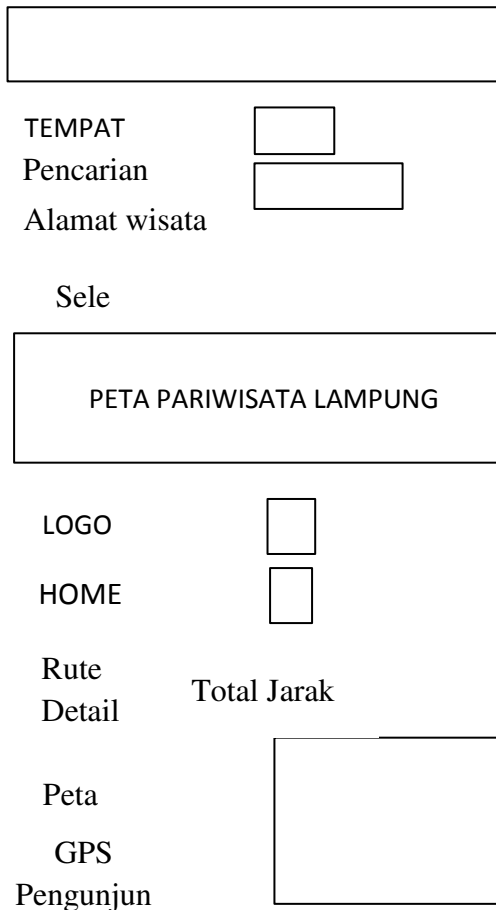 TEMPAT
Pencarian
Alamat wisata
Sele
PETA PARIWISATA LAMPUNG
LOGO
HOME
Rute
Detail
Total Jarak
Peta
GPS
Pengunjun